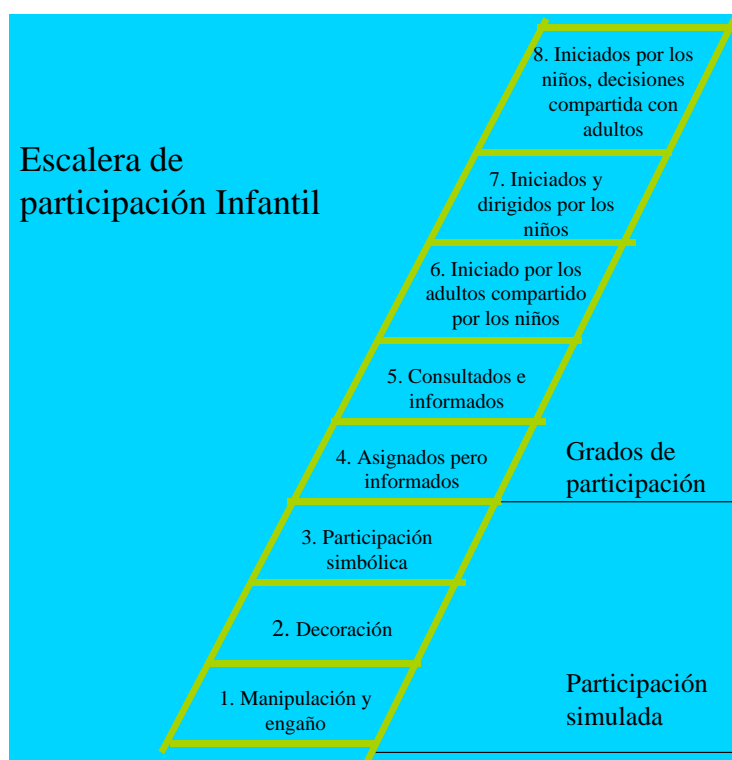 Escalera de
participación Infantil
8. Iniciados por los
niños, decisiones
compartida con
adultos
7. Iniciados y
dirigidos por los
niños
6. Iniciado por los
adultos compartido
por los niños
5. Consultados e
informados
4. Asignados pero
informados
3. Participación
simbólica
2. Decoración
1. Manipulación y
engaño
Grados de
participación
Participación
simulada